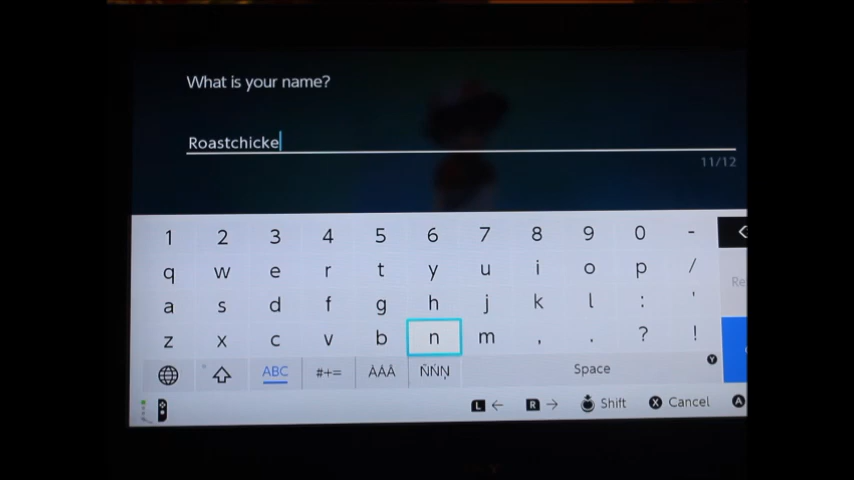 What is your name?
Roastchicke
11/12
1 2 3 4 5 6 7 8 9 0 -
q w e r t y u i o p /
a s d f g h j k l : '
z x c v b n m , . ? !
ABC #+= ÀÁÂ ÑŃŅ Space Y
L ← R → Shift X Cancel A